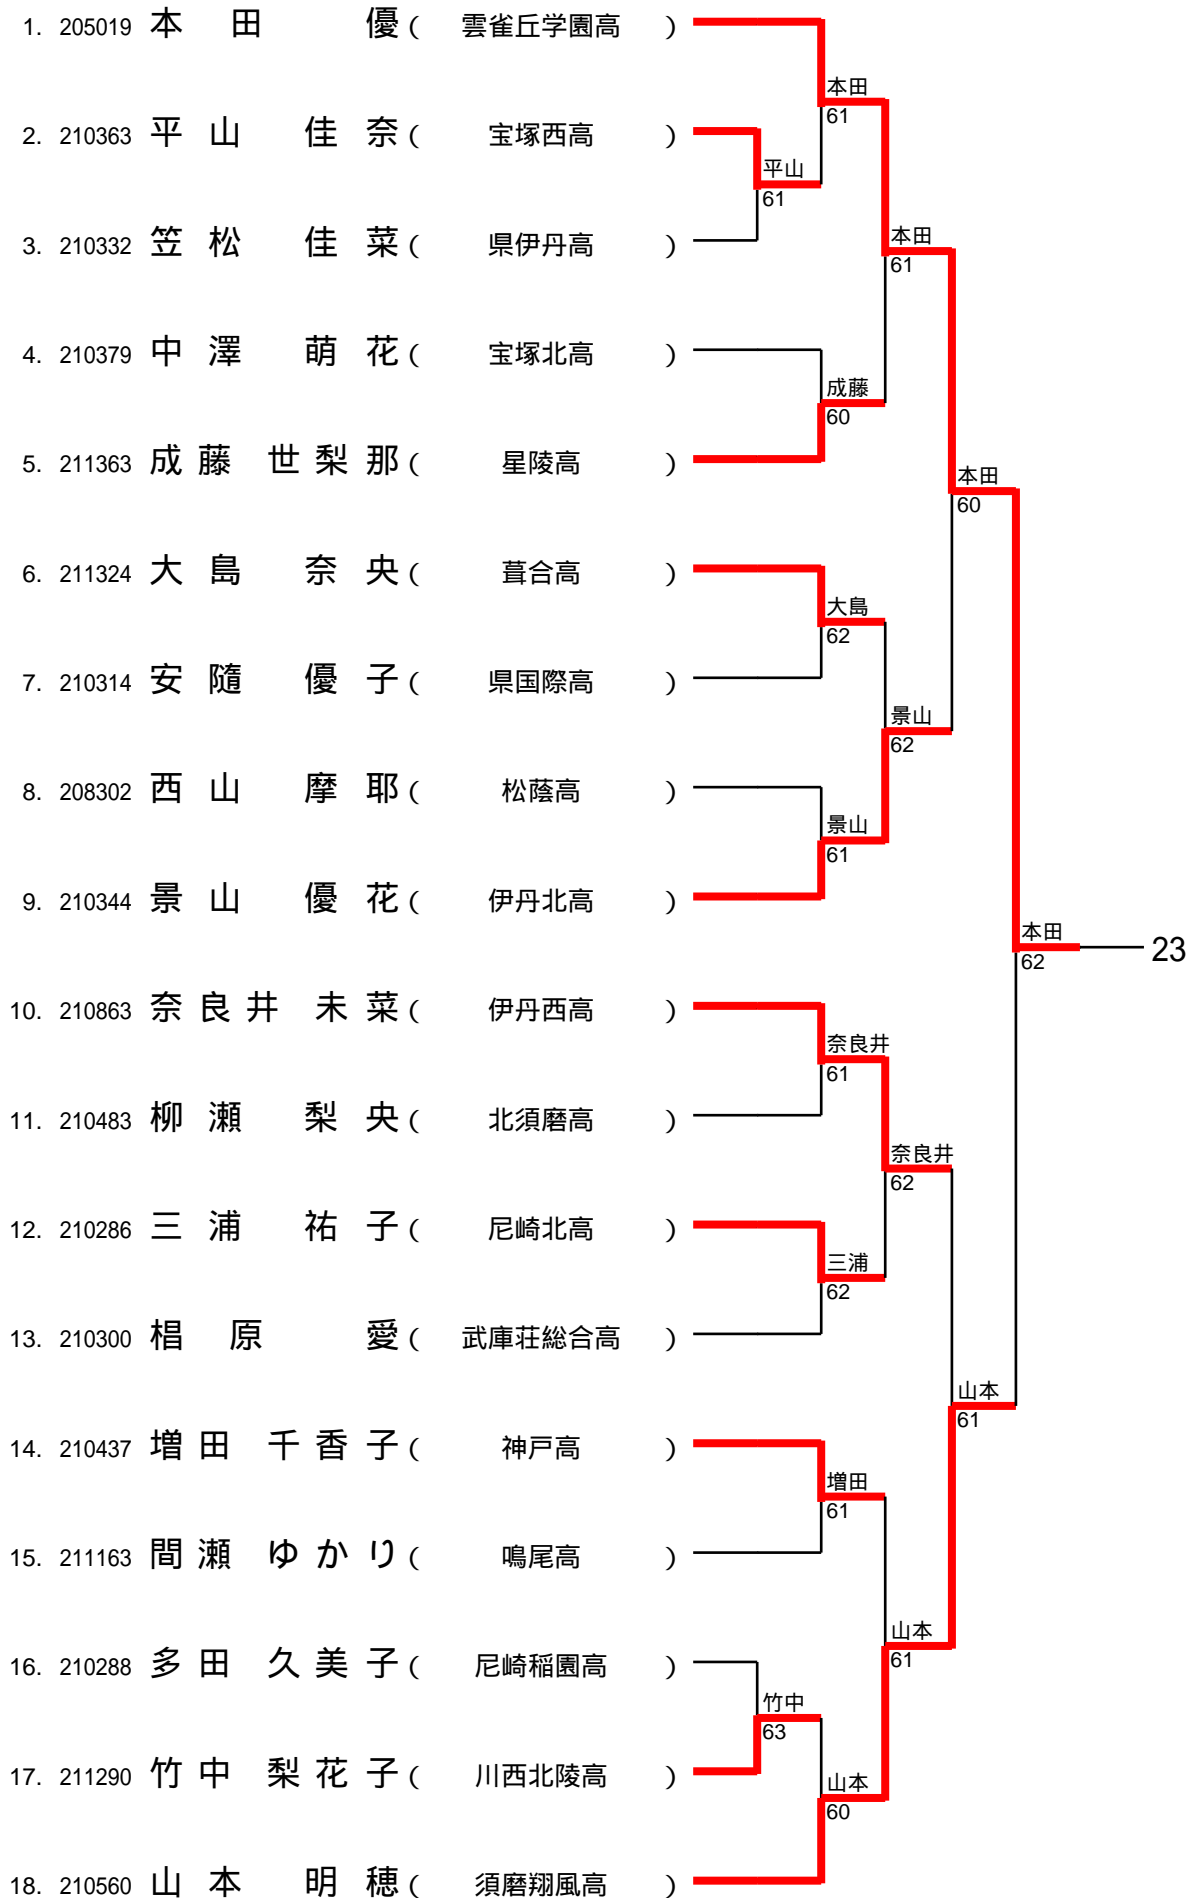 1. 205019 本田 優 ( 雲雀丘学園高 )
本田
61
2. 210363 平山 佳奈 ( 宝塚西高 )
平山
61
3. 210332 笠松 佳菜 ( 県伊丹高 )
本田
61
4. 210379 中澤 萌花 ( 宝塚北高 )
成藤
60
5. 211363 成藤 世梨那 ( 星陵高 )
本田
60
6. 211324 大島 奈央 ( 葺合高 )
大島
62
7. 210314 安隨 優子 ( 県国際高 )
景山
62
8. 208302 西山 摩耶 ( 松蔭高 )
景山
61
9. 210344 景山 優花 ( 伊丹北高 )
本田
62
23
10. 210863 奈良井 未菜 ( 伊丹西高 )
奈良井
61
11. 210483 柳瀬 梨央 ( 北須磨高 )
奈良井
62
12. 210286 三浦 祐子 ( 尼崎北高 )
三浦
62
13. 210300 椙原 愛 ( 武庫荘総合高 )
山本
61
14. 210437 増田 千香子 ( 神戸高 )
増田
61
15. 211163 間瀬 ゆかり ( 鳴尾高 )
山本
61
16. 210288 多田 久美子 ( 尼崎稲園高 )
竹中
63
17. 211290 竹中 梨花子 ( 川西北陵高 )
山本
60
18. 210560 山本 明穂 ( 須磨翔風高 )